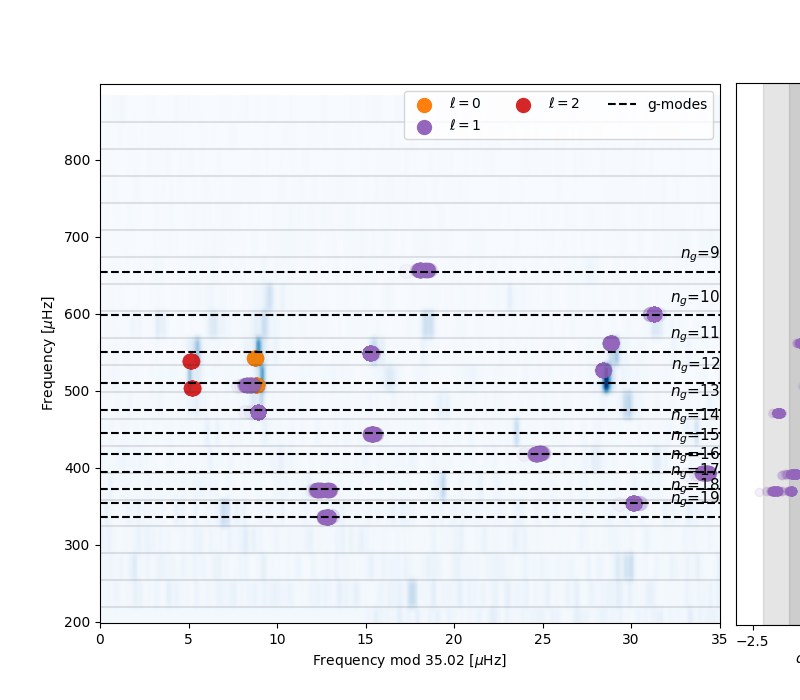 ℓ = 0
ℓ = 2
g-modes
ℓ = 1
800
700
600
500
400
300
200
Frequency [μHz]
n_g=9
n_g=10
n_g=11
n_g=12
n_g=13
n_g=14
n_g=15
n_g=16
n_g=17
n_g=18
n_g=19
0 5 10 15 20 25 30 35
Frequency mod 35.02 [μHz]
−2.5